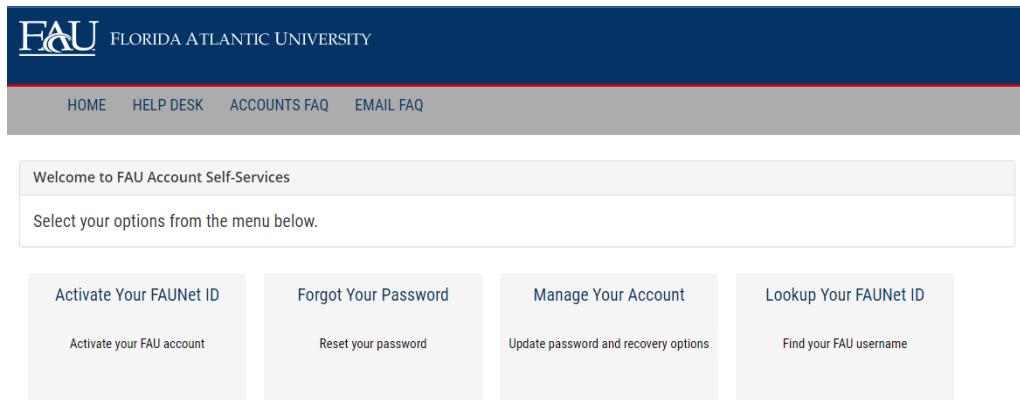 FAU FLORIDA ATLANTIC UNIVERSITY
HOME HELP DESK ACCOUNTS FAQ EMAIL FAQ
Welcome to FAU Account Self-Services
Select your options from the menu below.
Activate Your FAUNet ID
Activate your FAU account
Forgot Your Password
Reset your password
Manage Your Account
Update password and recovery options
Lookup Your FAUNet ID
Find your FAU username